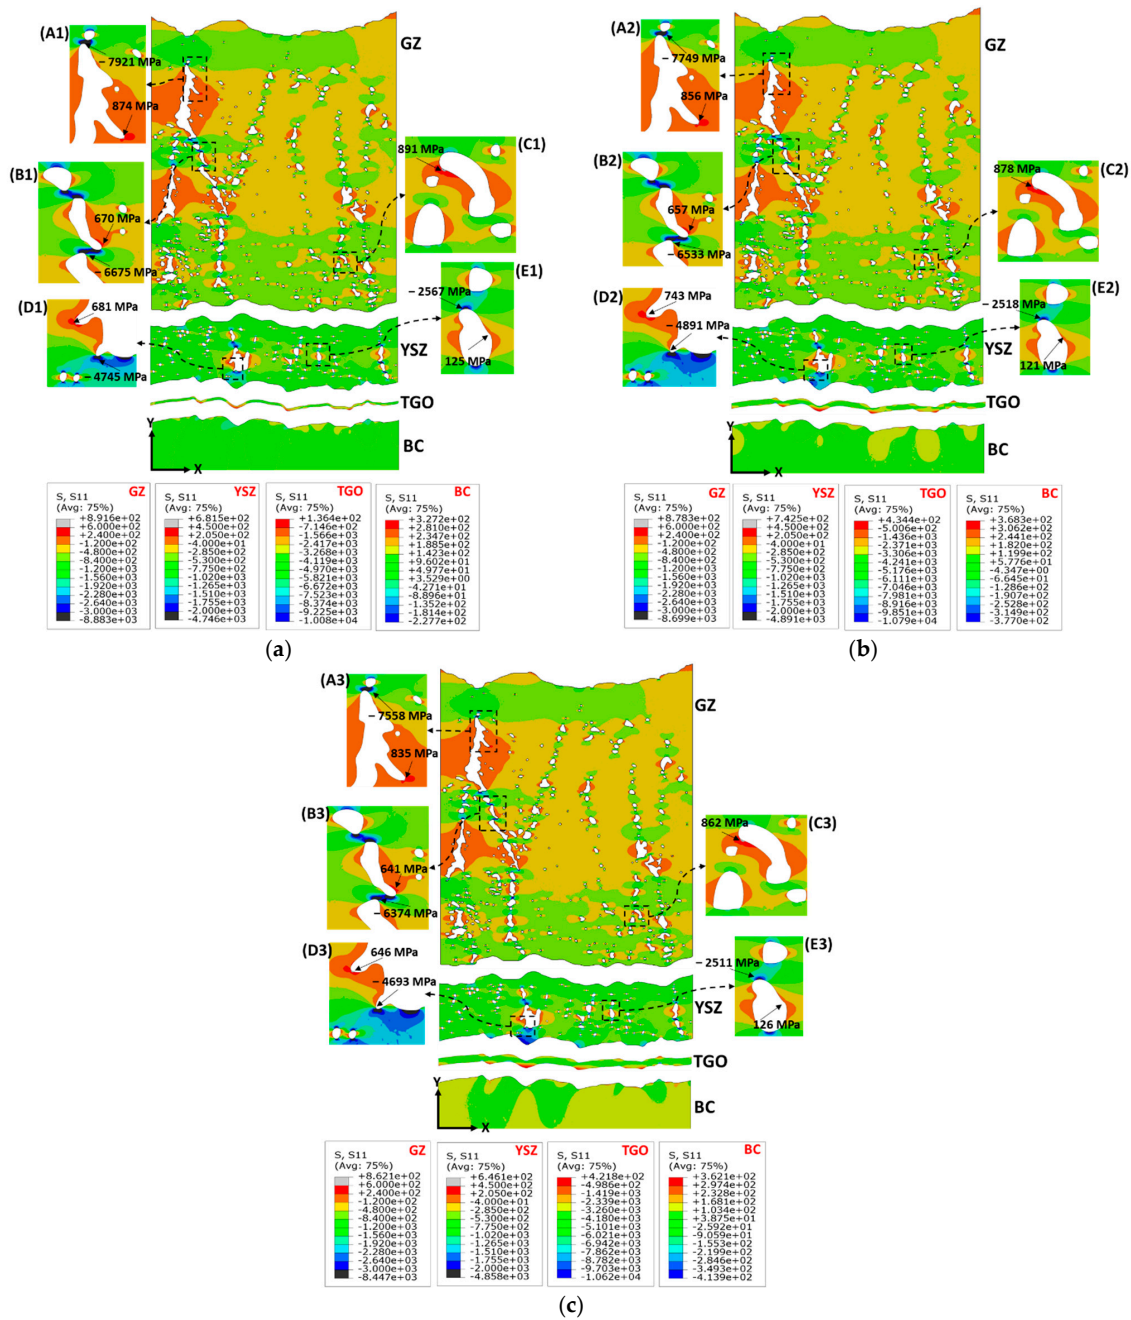 (A1)
− 7921 MPa
874 MPa
GZ
(B1)
670 MPa
− 6675 MPa
(C1)
891 MPa
(D1)
681 MPa
− 4745 MPa
(E1)
− 2567 MPa
125 MPa
YSZ
TGO
Y
BC
X
S, S11 GZ
(Avg: 75%)
+8.916e+02
+6.000e+02
+2.400e+02
-1.200e+02
-4.800e+02
-8.400e+02
-1.200e+03
-1.560e+03
-1.920e+03
-2.280e+03
-2.640e+03
-3.000e+03
-8.883e+03
S, S11 YSZ
(Avg: 75%)
+6.815e+02
+4.500e+02
+2.050e+02
-4.000e+01
-2.850e+02
-5.300e+02
-7.750e+02
-1.020e+03
-1.265e+03
-1.510e+03
-1.755e+03
-2.000e+03
-4.746e+03
S, S11 TGO
(Avg: 75%)
+1.364e+02
-7.146e+02
-1.566e+03
-2.417e+03
-3.268e+03
-4.119e+03
-4.970e+03
-5.821e+03
-6.672e+03
-7.523e+03
-8.374e+03
-9.225e+03
-1.008e+04
S, S11 BC
(Avg: 75%)
+3.272e+02
+2.810e+02
+2.347e+02
+1.885e+02
+1.423e+02
+9.602e+01
+4.977e+01
+3.529e+00
-4.271e+01
-8.896e+01
-1.352e+02
-1.814e+02
-2.277e+02
(a)
(A2)
− 7749 MPa
856 MPa
GZ
(B2)
657 MPa
− 6533 MPa
(C2)
878 MPa
(D2)
743 MPa
− 4891 MPa
(E2)
− 2518 MPa
121 MPa
YSZ
TGO
Y
BC
X
S, S11 GZ
(Avg: 75%)
+8.783e+02
+6.000e+02
+2.400e+02
-1.200e+02
-4.800e+02
-8.400e+02
-1.200e+03
-1.560e+03
-1.920e+03
-2.280e+03
-2.640e+03
-3.000e+03
-8.699e+03
S, S11 YSZ
(Avg: 75%)
+7.425e+02
+4.500e+02
+2.050e+02
-4.000e+01
-2.850e+02
-5.300e+02
-7.750e+02
-1.020e+03
-1.265e+03
-1.510e+03
-1.755e+03
-2.000e+03
-4.891e+03
S, S11 TGO
(Avg: 75%)
+4.344e+02
-5.006e+02
-1.436e+03
-2.371e+03
-3.306e+03
-4.241e+03
-5.176e+03
-6.111e+03
-7.046e+03
-7.981e+03
-8.916e+03
-9.851e+03
-1.079e+04
S, S11 BC
(Avg: 75%)
+3.683e+02
+3.062e+02
+2.441e+02
+1.820e+02
+1.199e+02
+5.776e+01
-4.347e+00
-6.645e+01
-1.286e+02
-1.907e+02
-2.528e+02
-3.149e+02
-3.770e+02
(b)
(A3)
− 7558 MPa
835 MPa
GZ
(B3)
641 MPa
− 6374 MPa
(C3)
862 MPa
(D3)
646 MPa
− 4693 MPa
(E3)
− 2511 MPa
126 MPa
YSZ
TGO
Y
BC
X
S, S11 GZ
(Avg: 75%)
+8.621e+02
+6.000e+02
+2.400e+02
-1.200e+02
-4.800e+02
-8.400e+02
-1.200e+03
-1.560e+03
-1.920e+03
-2.280e+03
-2.640e+03
-3.000e+03
-8.447e+03
S, S11 YSZ
(Avg: 75%)
+6.461e+02
+4.500e+02
+2.050e+02
-4.000e+01
-2.850e+02
-5.300e+02
-7.750e+02
-1.020e+03
-1.265e+03
-1.510e+03
-1.755e+03
-2.000e+03
-4.858e+03
S, S11 TGO
(Avg: 75%)
+4.218e+02
-4.986e+02
-1.419e+03
-2.339e+03
-3.260e+03
-4.180e+03
-5.101e+03
-6.021e+03
-6.942e+03
-7.862e+03
-8.782e+03
-9.703e+03
-1.062e+04
S, S11 BC
(Avg: 75%)
+3.621e+02
+2.974e+02
+2.328e+02
+1.681e+02
+1.034e+02
+3.875e+01
-2.592e+01
-9.059e+01
-1.553e+02
-2.199e+02
-2.846e+02
-3.493e+02
-4.139e+02
(c)